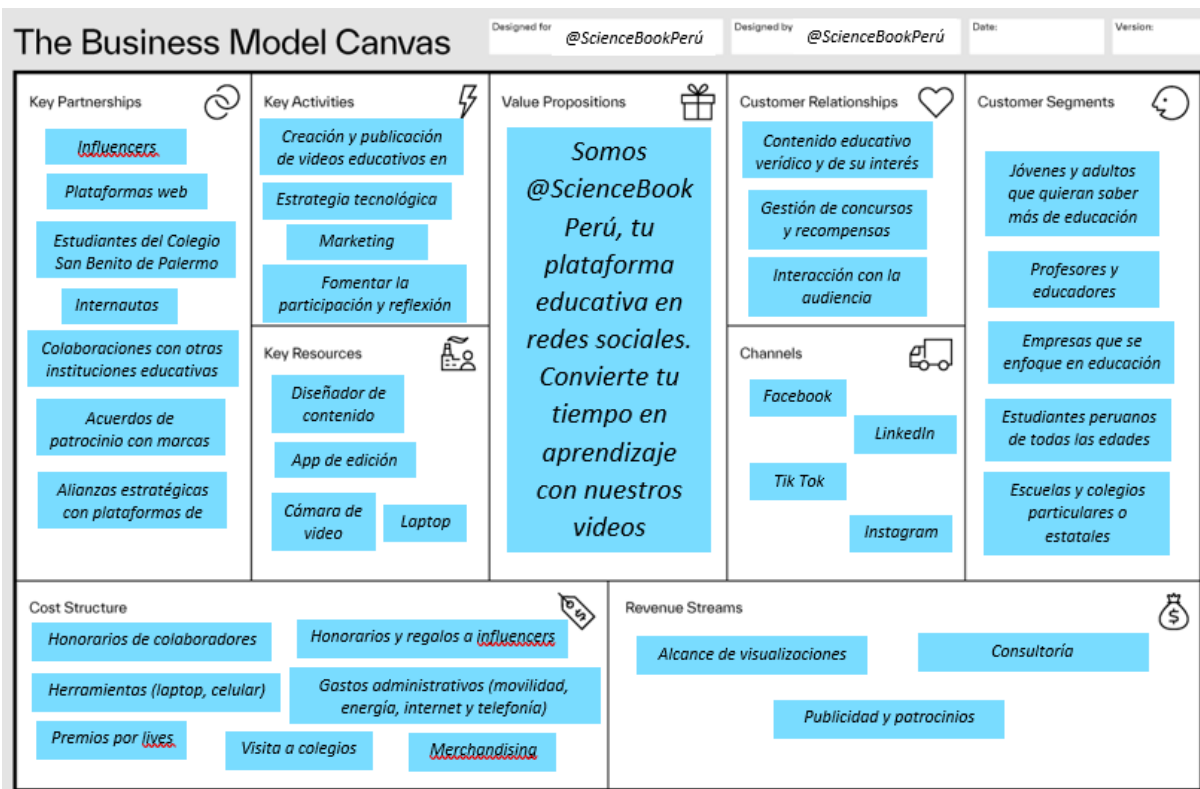 The Business Model Canvas
Designed for
@ScienceBookPerú
Designed by
@ScienceBookPerú
Date:
Version:
Key Partnerships
Influencers
Plataformas web
Estudiantes del Colegio
San Benito de Palermo
Internautas
Colaboraciones con otras
instituciones educativas
Acuerdos de
patrocinio con marcas
Alianzas estratégicas
con plataformas de
Key Activities
Creación y publicación
de videos educativos en
Estrategia tecnológica
Marketing
Fomentar la
participación y reflexión
Key Resources
Diseñador de
contenido
App de edición
Cámara de
video
Laptop
Value Propositions
Somos
@ScienceBook
Perú, tu
plataforma
educativa en
redes sociales.
Convierte tu
tiempo en
aprendizaje
con nuestros
videos
Customer Relationships
Contenido educativo
verídico y de su interés
Gestión de concursos
y recompensas
Interacción con la
audiencia
Channels
Facebook
LinkedIn
Tik Tok
Instagram
Customer Segments
Jóvenes y adultos
que quieran saber
más de educación
Profesores y
educadores
Empresas que se
enfoque en educación
Estudiantes peruanos
de todas las edades
Escuelas y colegios
particulares o
estatales
Cost Structure
Honorarios de colaboradores
Honorarios y regalos a influencers
Herramientas (laptop, celular)
Gastos administrativos (movilidad,
energía, internet y telefonía)
Premios por lives
Visita a colegios
Merchandising
Revenue Streams
Alcance de visualizaciones
Consultoría
Publicidad y patrocinios